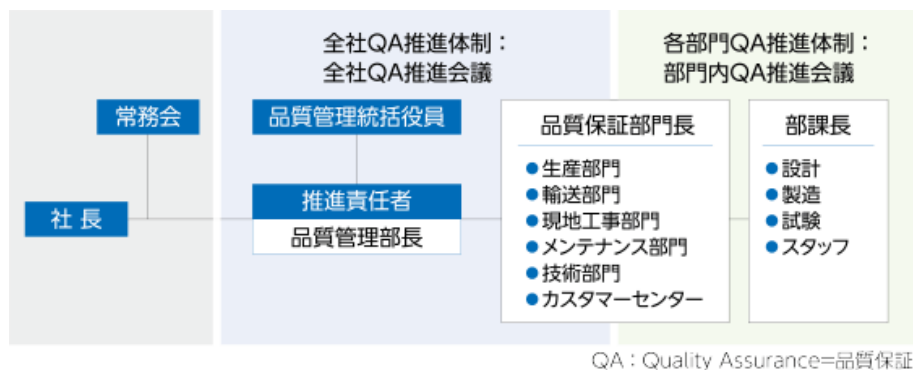 全社QA推進体制：
全社QA推進会議
各部門QA推進体制：
部門内QA推進会議
常務会
社長
品質管理統括役員
推進責任者
品質管理部長
品質保証部門長
●生産部門
●輸送部門
●現地工事部門
●メンテナンス部門
●技術部門
●カスタマーセンター
部課長
●設計
●製造
●試験
●スタッフ
QA：Quality Assurance=品質保証